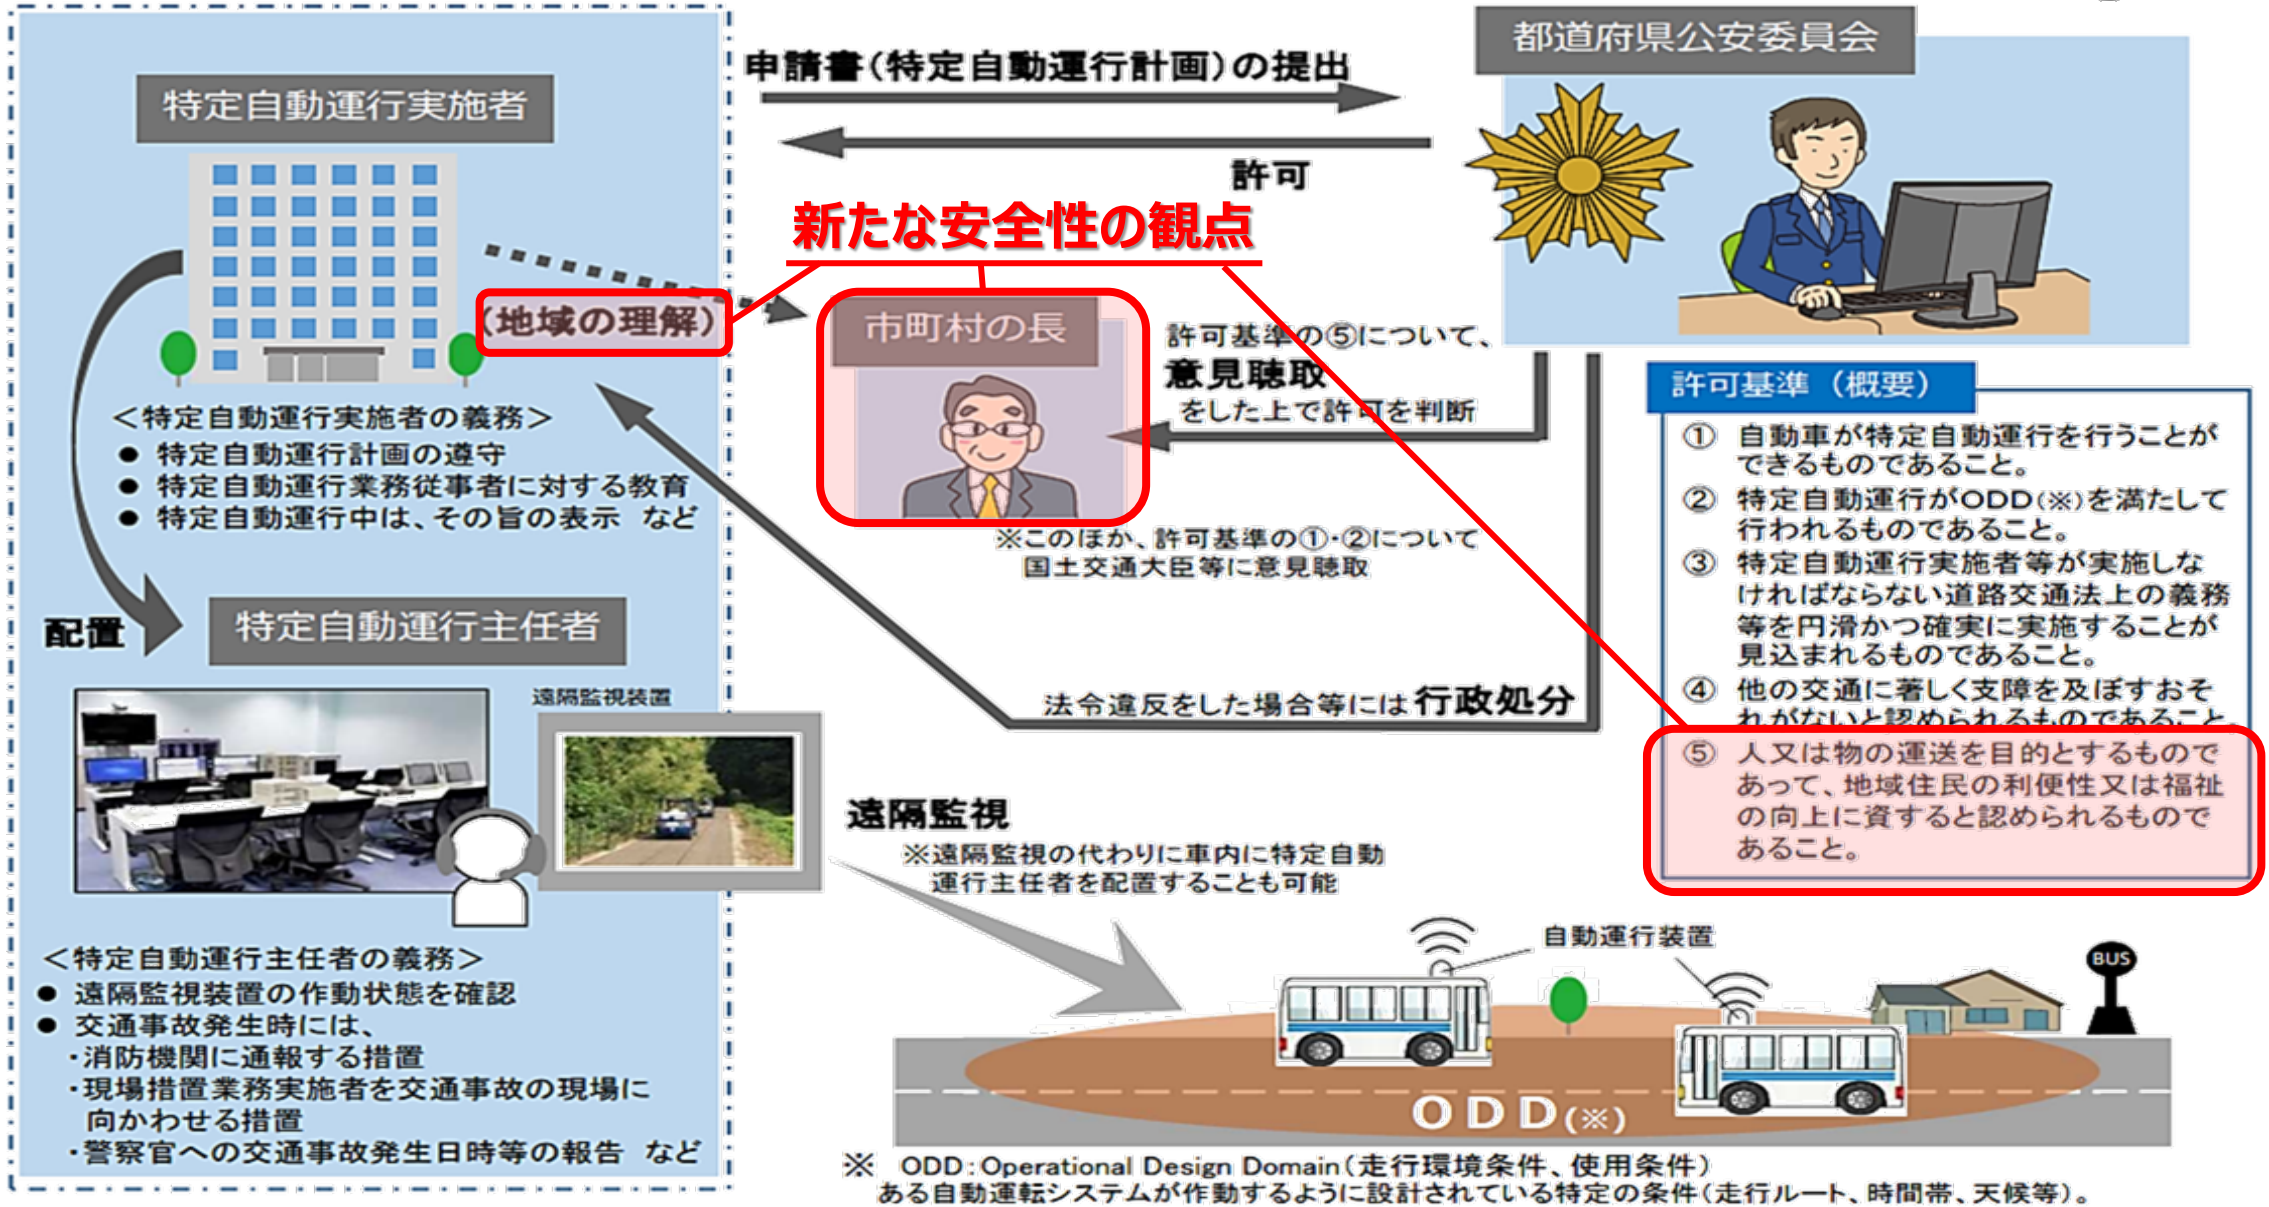 特定自動運行実施者
＜特定自動運行実施者の義務＞
● 特定自動運行計画の遵守
● 特定自動運行業務従事者に対する教育
● 特定自動運行中は、その旨の表示 など
配置
特定自動運行主任者
遠隔監視装置
＜特定自動運行主任者の義務＞
● 遠隔監視装置の作動状態を確認
● 交通事故発生時には、
・消防機関に通報する措置
・現場措置業務実施者を交通事故の現場に
向かわせる措置
・警察官への交通事故発生日時等の報告 など
申請書(特定自動運行計画)の提出
許可
新たな安全性の観点
(地域の理解)
市町村の長
許可基準の⑤について、
意見聴取
をした上で許可を判断
※このほか、許可基準の①・②について
国土交通大臣等に意見聴取
法令違反をした場合等には行政処分
都道府県公安委員会
許可基準（概要）
① 自動車が特定自動運行を行うことが
できるものであること。
② 特定自動運行がODD(※)を満たして
行われるものであること。
③ 特定自動運行実施者等が実施しな
ければならない道路交通法上の義務
等を円滑かつ確実に実施することが
見込まれるものであること。
④ 他の交通に著しく支障を及ぼすおそ
れがないと認められるものであること。
⑤ 人又は物の運送を目的とするもので
あって、地域住民の利便性又は福祉
の向上に資すると認められるもので
あること。
遠隔監視
※遠隔監視の代わりに車内に特定自動
運行主任者を配置することも可能
自動運行装置
BUS
ODD(※)
※ ODD：Operational Design Domain(走行環境条件、使用条件)
ある自動運転システムが作動するように設計されている特定の条件(走行ルート、時間帯、天候等)。